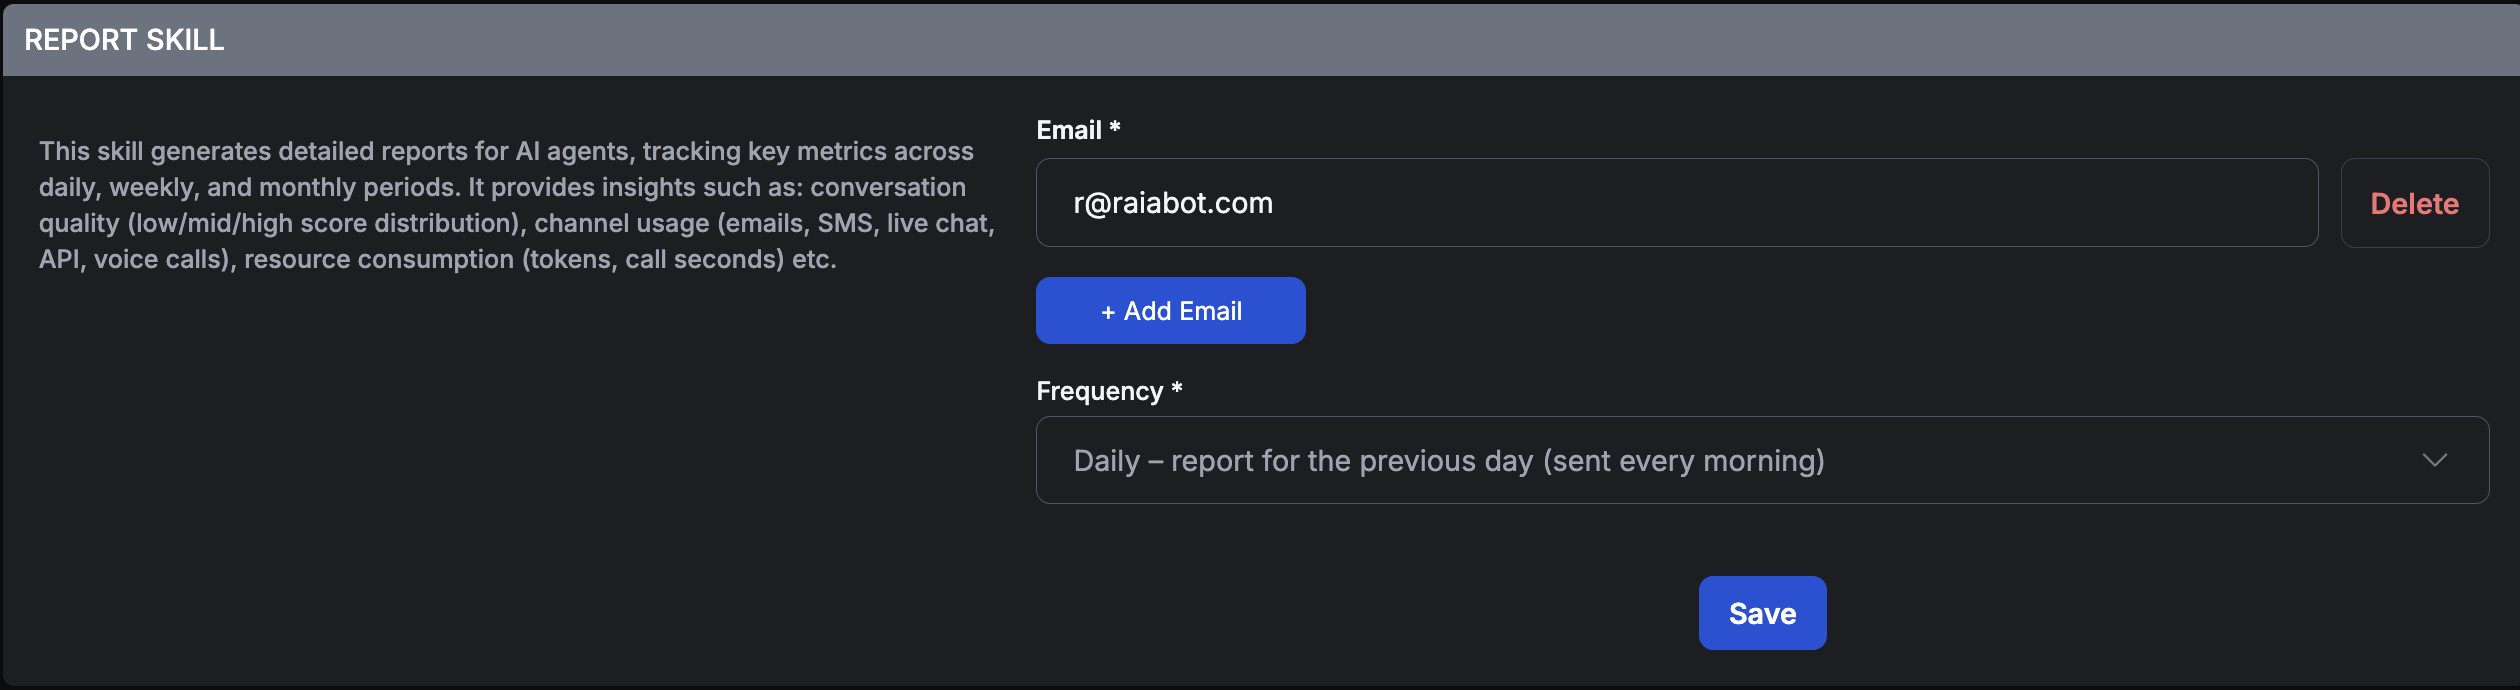 REPORT SKILL
This skill generates detailed reports for AI agents, tracking key metrics across
daily, weekly, and monthly periods. It provides insights such as: conversation
quality (low/mid/high score distribution), channel usage (emails, SMS, live chat,
API, voice calls), resource consumption (tokens, call seconds) etc.
Email *
r@raiabot.com
Delete
+ Add Email
Frequency *
Daily – report for the previous day (sent every morning)
Save